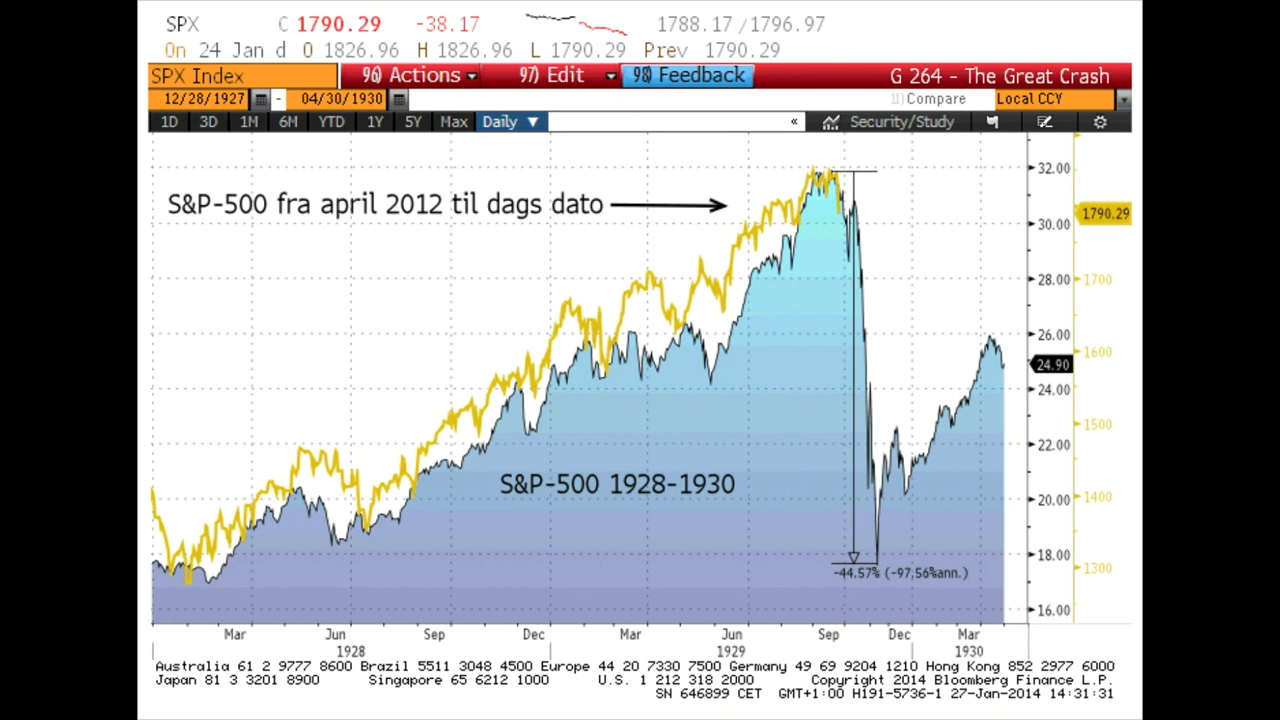 SPX C 1790.29 -38.17 1788.17/1796.97
On 24 Jan d O 1826.96 H 1826.96 L 1790.29 Prev 1790.29
SPX Index 96) Actions 97) Edit 98) Feedback G 264 - The Great Crash
12/28/1927 - 04/30/1930 11) Compare Local CCY
1D 3D 1M 6M YTD 1Y 5Y Max Daily ▼ « Security/Study
32.00
S&P-500 fra april 2012 til dags dato
1790.29
30.00
28.00 1700
26.00
1600
24.90
24.00
1500
22.00
S&P-500 1928-1930
20.00 1400
18.00
1300
-44.57% (-97,56%ann.)
16.00
Mar Jun Sep Dec Mar Jun Sep Dec Mar
1928 1929 1930
Australia 61 2 9777 8600 Brazil 5511 3048 4500 Europe 44 20 7330 7500 Germany 49 69 9204 1210 Hong Kong 852 2977 6000
Japan 81 3 3201 8900 Singapore 65 6212 1000 U.S. 1 212 318 2000 Copyright 2014 Bloomberg Finance L.P.
SN 646899 CET GMT+1:00 H191-5736-1 27-Jan-2014 14:31:31